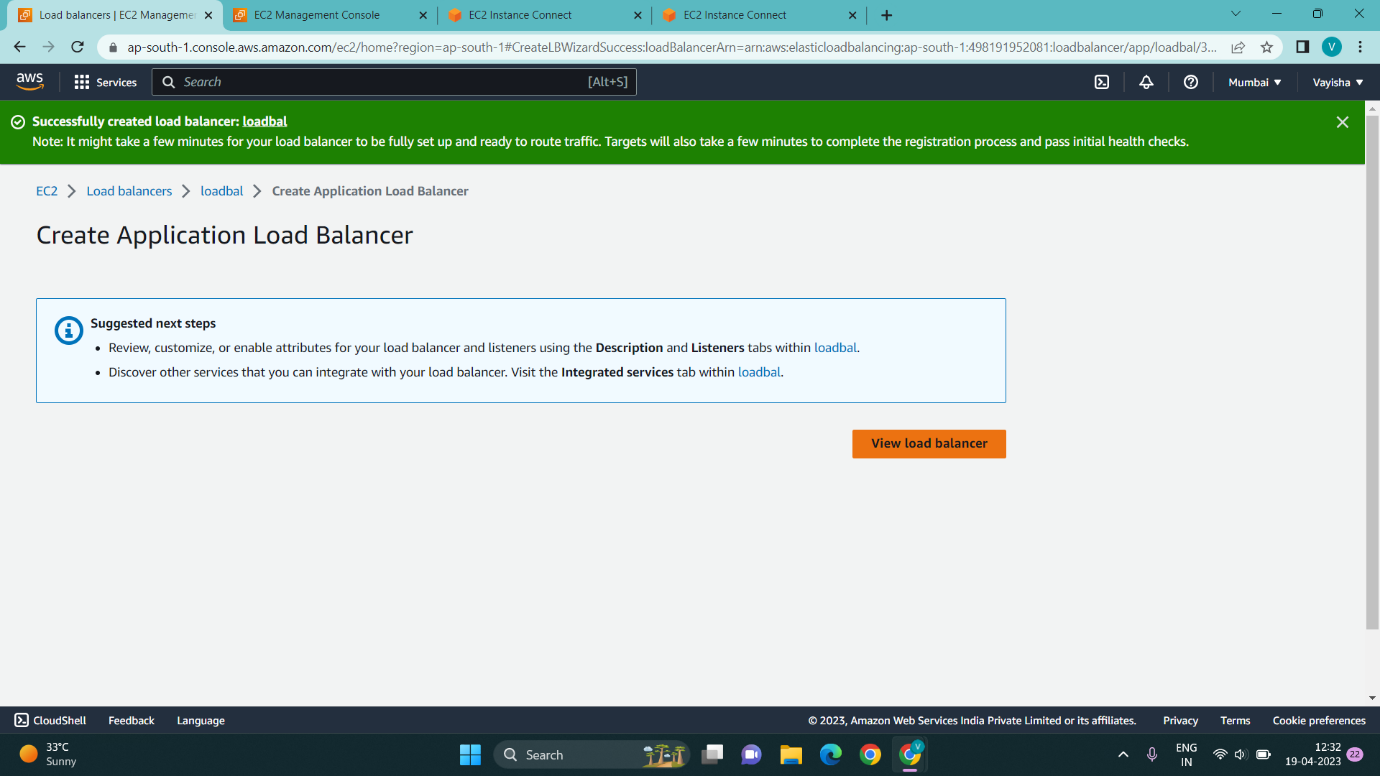 Load balancers | EC2 Manageme
EC2 Management Console
EC2 Instance Connect
EC2 Instance Connect
ap-south-1.console.aws.amazon.com/ec2/home?region=ap-south-1#CreateLBWizardSuccess:loadBalancerArn=arn:aws:elasticloadbalancing:ap-south-1:498191952081:loadbalancer/app/loadbal/3...
V
aws
Services
Search
[Alt+S]
Mumbai
Vayisha
Successfully created load balancer: loadbal
Note: It might take a few minutes for your load balancer to be fully set up and ready to route traffic. Targets will also take a few minutes to complete the registration process and pass initial health checks.
EC2 > Load balancers > loadbal > Create Application Load Balancer
Create Application Load Balancer
Suggested next steps
• Review, customize, or enable attributes for your load balancer and listeners using the Description and Listeners tabs within loadbal.
• Discover other services that you can integrate with your load balancer. Visit the Integrated services tab within loadbal.
View load balancer
CloudShell
Feedback
Language
© 2023, Amazon Web Services India Private Limited or its affiliates.
Privacy
Terms
Cookie preferences
33°C
Sunny
Search
V
ENG
IN
12:32
19-04-2023
22